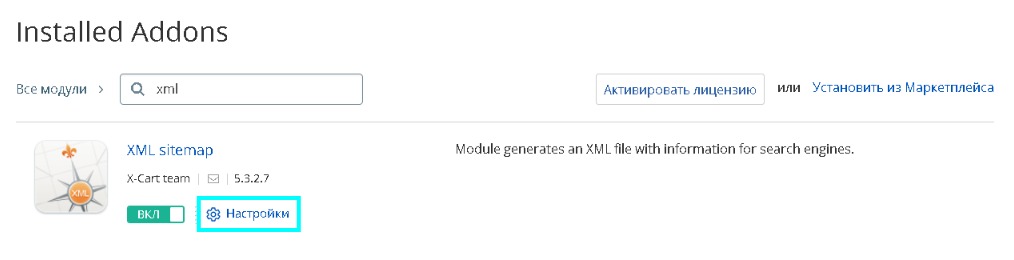 Installed Addons
Все модули > xml Активировать лицензию или Установить из Маркетплейса
XML sitemap Module generates an XML file with information for search engines.
XML
X-Cart team | | 5.3.2.7
ВКЛ Настройки